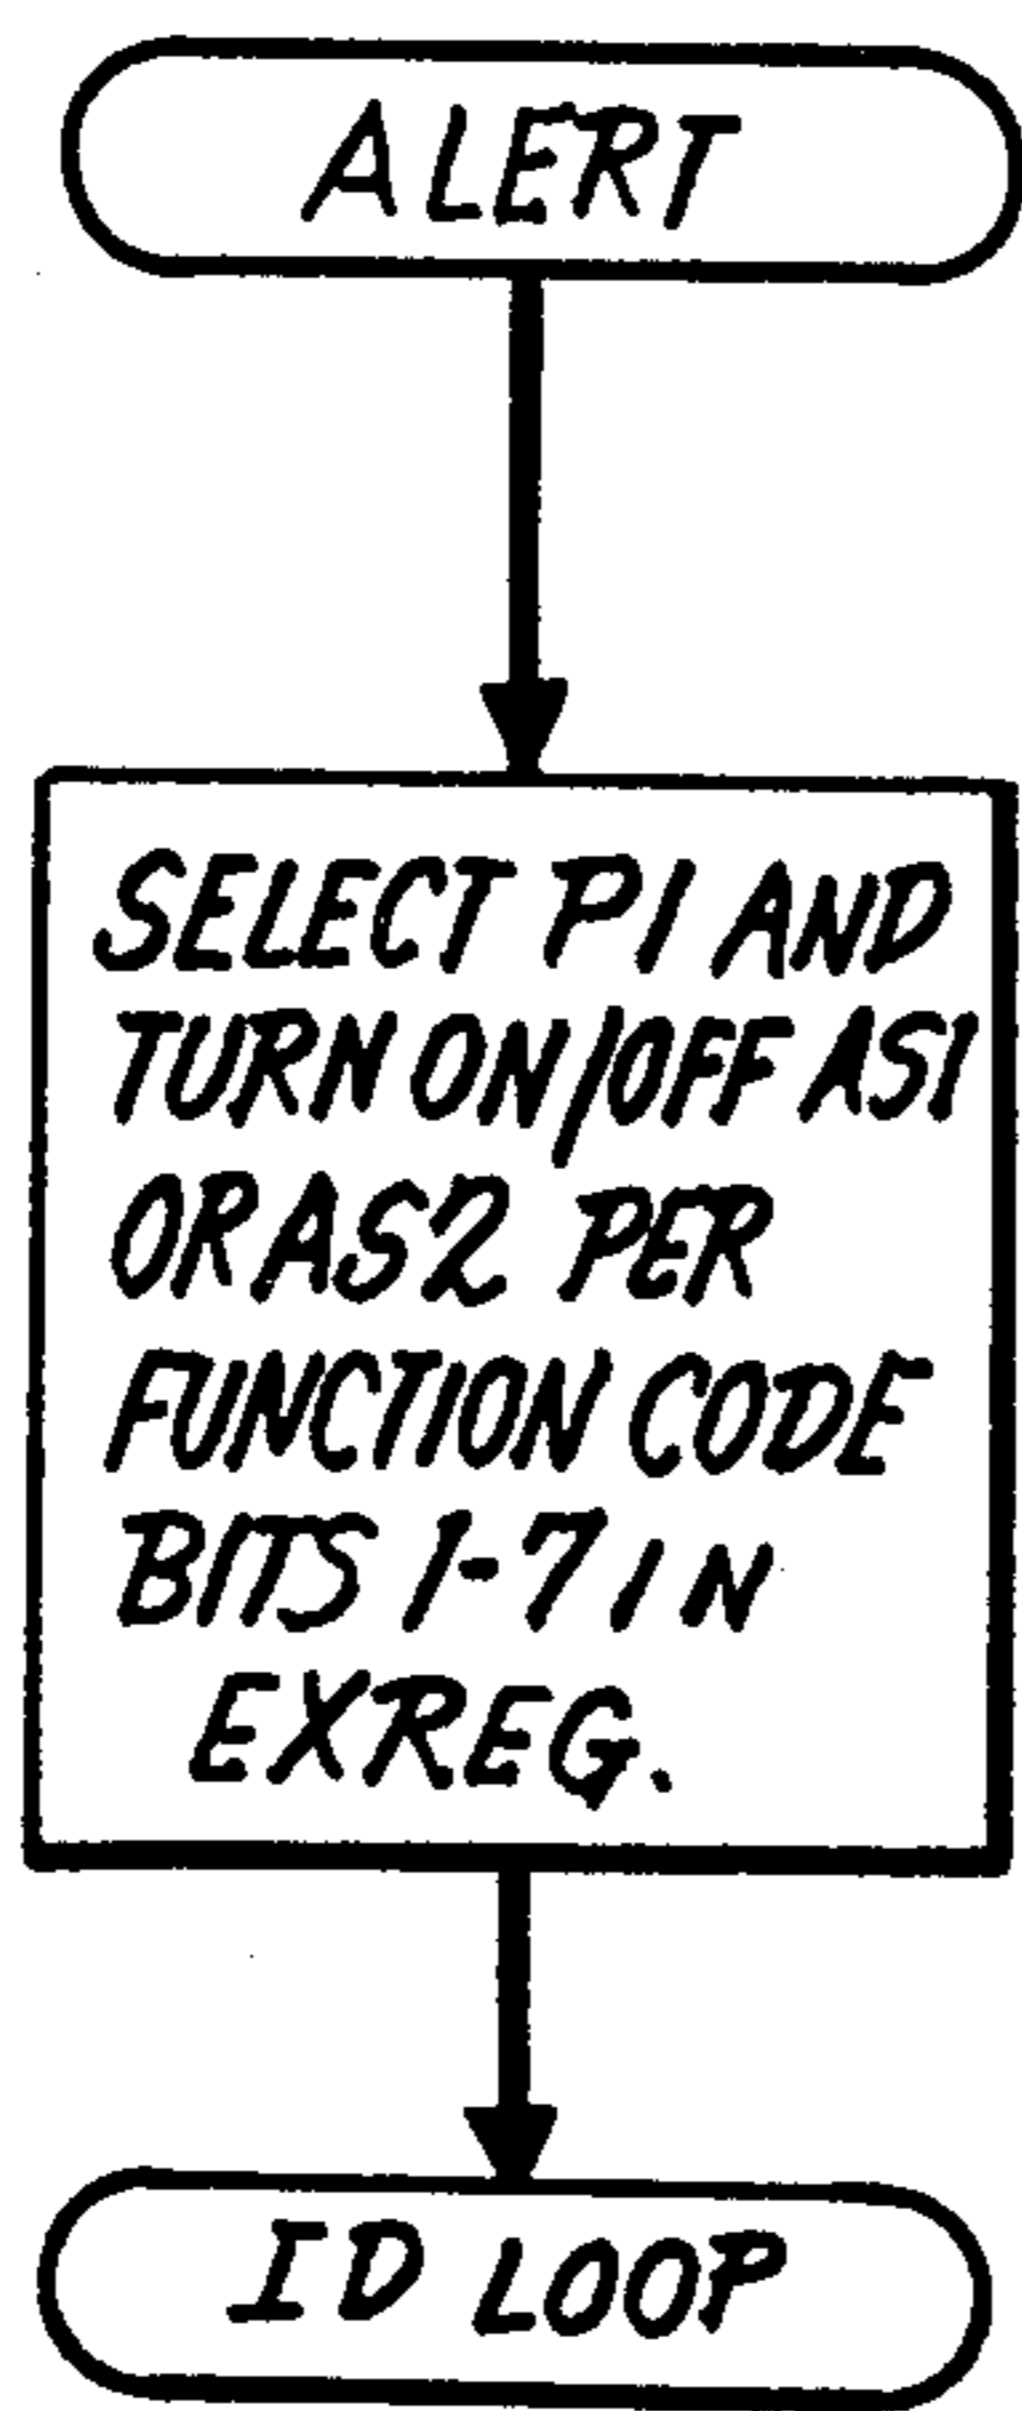 ALERT
SELECT P1 AND
TURN ON/OFF AS1
OR AS2 PER
FUNCTION CODE
BITS 1-7 IN
EXREG.
ID LOOP